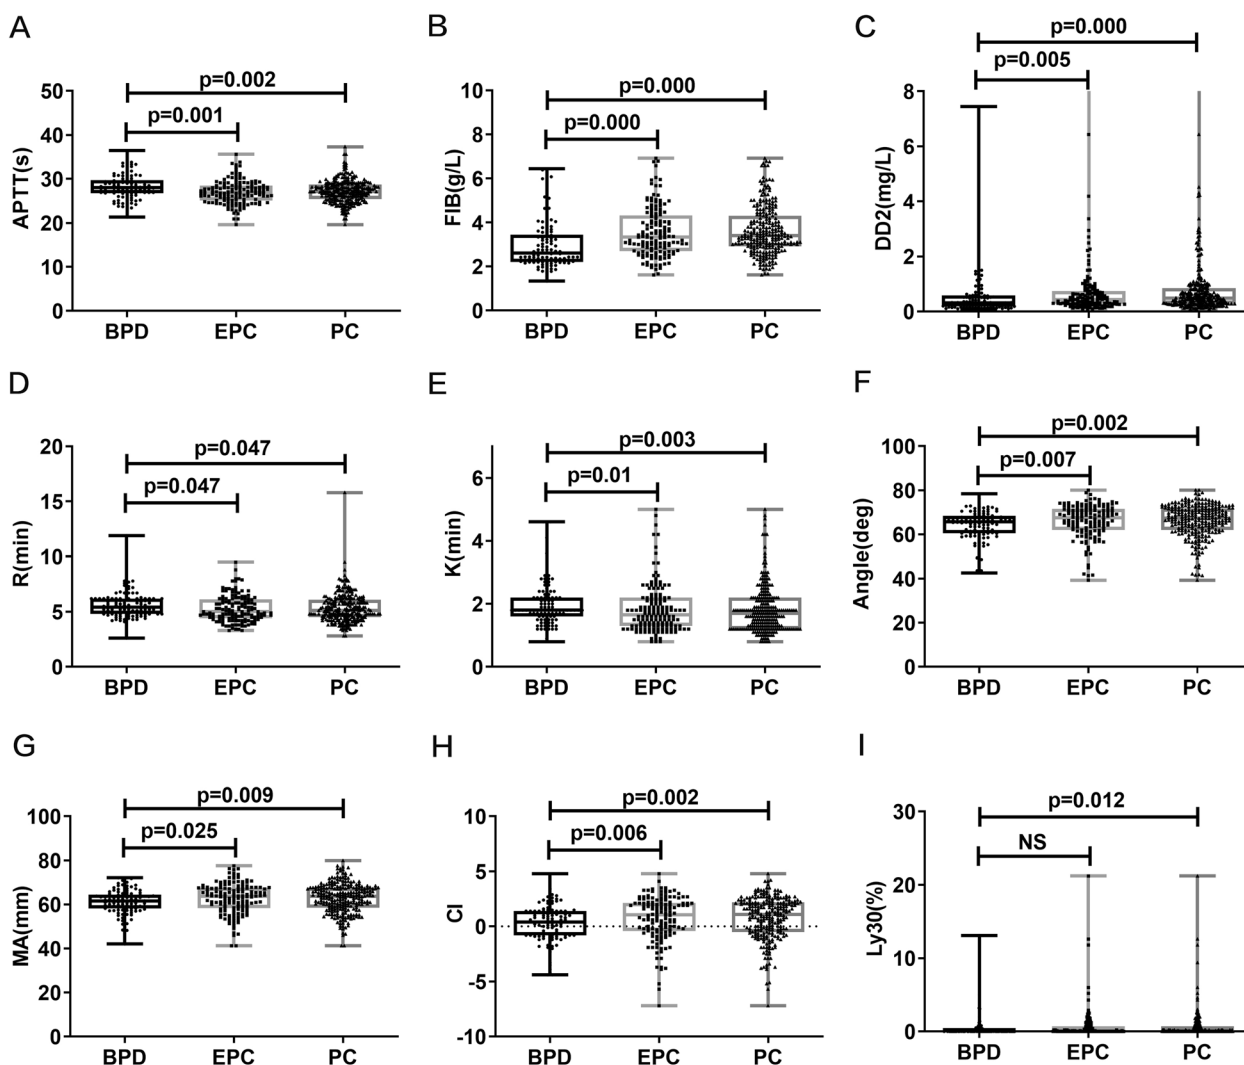 A
p=0.002
p=0.001
APTT(s)
50
40
30
20
10
0
BPD EPC PC
B
p=0.000
p=0.000
FIB(g/L)
10
8
6
4
2
0
BPD EPC PC
C
p=0.000
p=0.005
DD2(mg/L)
8
6
4
2
0
BPD EPC PC
D
p=0.047
p=0.047
R(min)
20
15
10
5
0
BPD EPC PC
E
p=0.003
p=0.01
K(min)
6
4
2
0
BPD EPC PC
F
p=0.002
p=0.007
Angle(deg)
100
80
60
40
20
0
BPD EPC PC
G
p=0.009
p=0.025
MA(mm)
100
80
60
40
20
0
BPD EPC PC
H
p=0.002
p=0.006
CI
10
5
0
-5
-10
BPD EPC PC
I
p=0.012
NS
Ly30(%)
30
20
10
0
BPD EPC PC